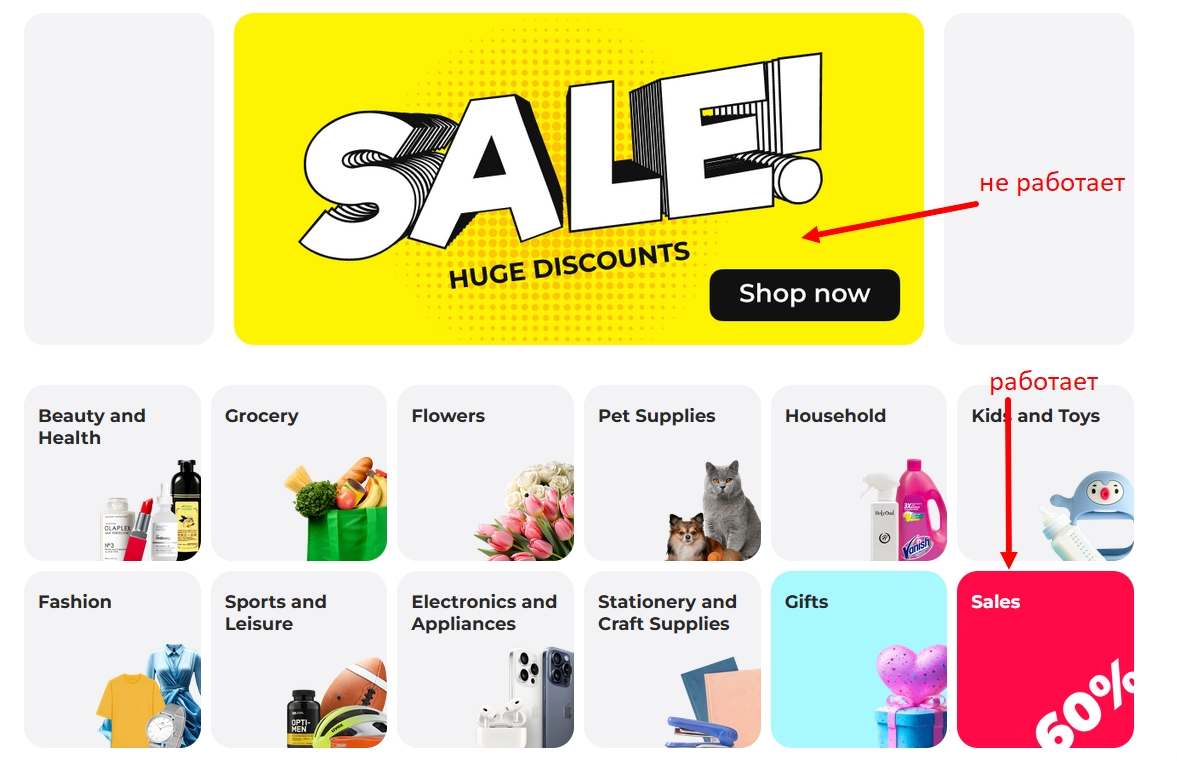 SALE!
не работает
HUGE DISCOUNTS
Shop now
работает
Beauty and
Health
Grocery
Flowers
Pet Supplies
Household
Kids and Toys
OLAPLEX
Nº3
HolyOud
3X
Vanish
Fashion
Sports and
Leisure
Electronics and
Appliances
Stationery and
Craft Supplies
Gifts
Sales
OPTI-
MEN
60%